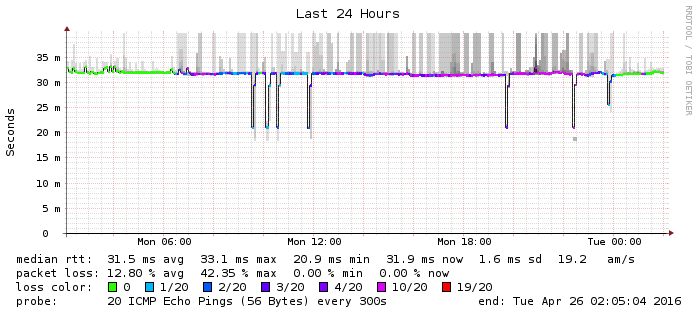 Last 24 Hours
RRDTOOL / TOBI OETIKER
Seconds
35 m
30 m
25 m
20 m
15 m
10 m
5 m
0
Mon 06:00 Mon 12:00 Mon 18:00 Tue 00:00
median rtt: 31.5 ms avg 33.1 ms max 20.9 ms min 31.9 ms now 1.6 ms sd 19.2 am/s
packet loss: 12.80 % avg 42.35 % max 0.00 % min 0.00 % now
loss color: 0 1/20 2/20 3/20 4/20 10/20 19/20
probe: 20 ICMP Echo Pings (56 Bytes) every 300s end: Tue Apr 26 02:05:04 2016